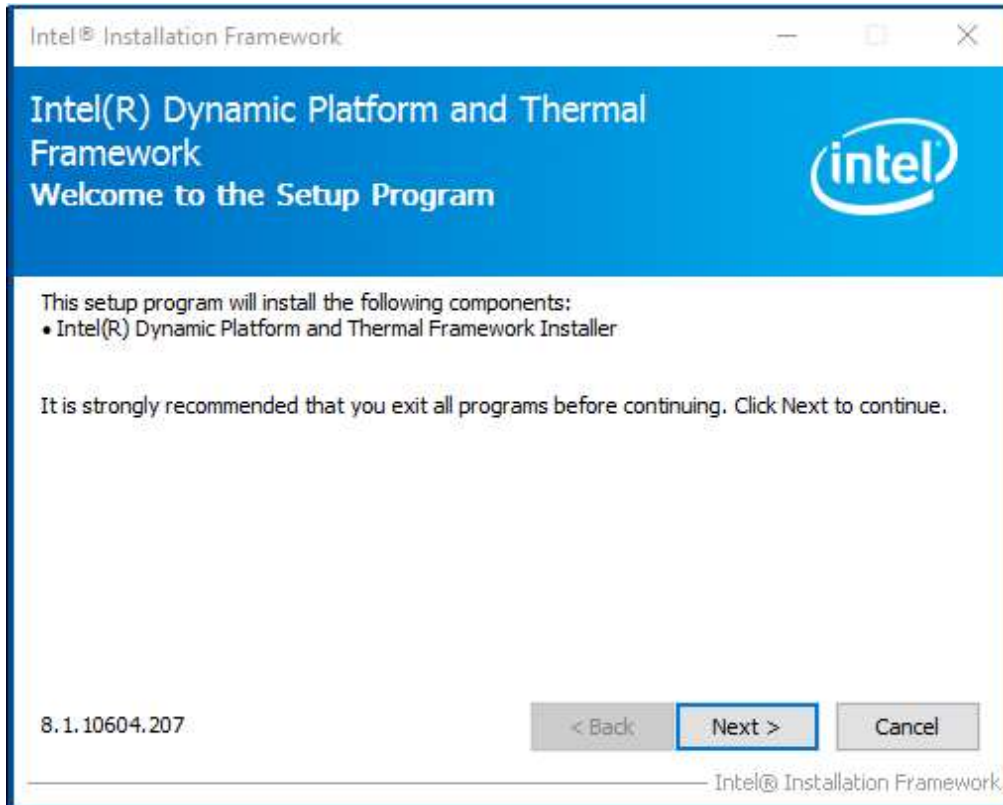 Intel® Installation Framework
Intel(R) Dynamic Platform and Thermal
Framework
Welcome to the Setup Program
intel
This setup program will install the following components:
• Intel(R) Dynamic Platform and Thermal Framework Installer
It is strongly recommended that you exit all programs before continuing. Click Next to continue.
8.1.10604.207
< Back
Next >
Cancel
Intel® Installation Framework